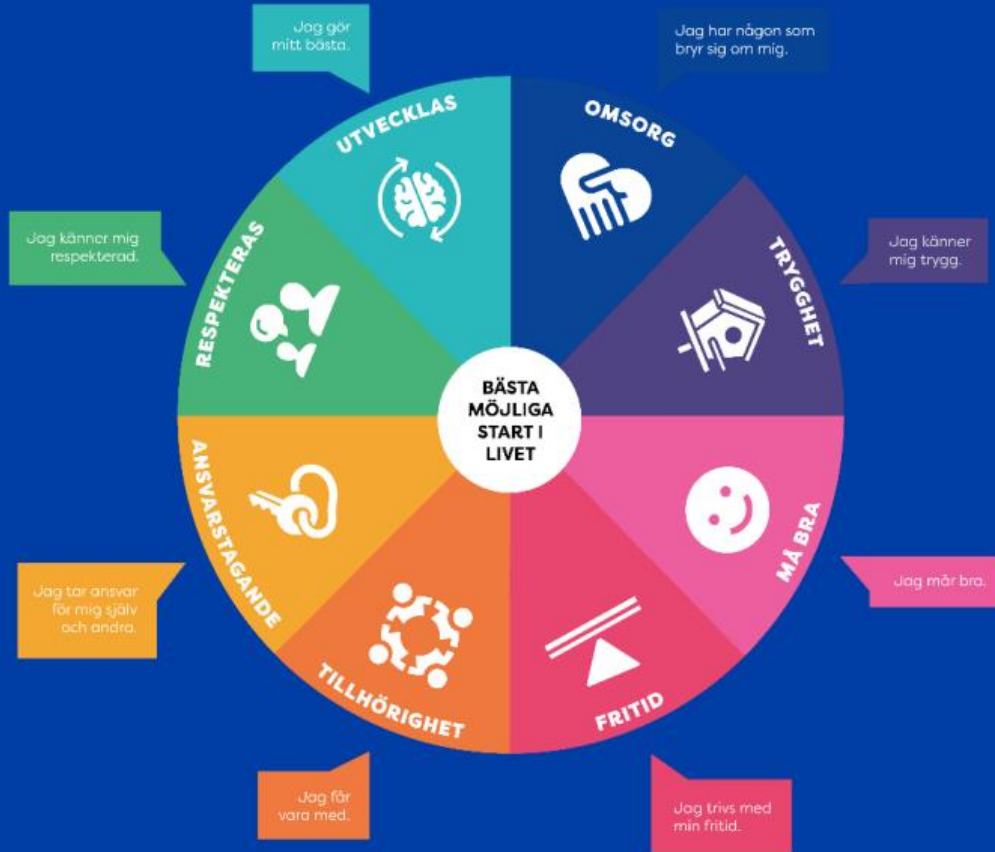 Jag gör
mitt bästa.
Jag har någon som
bryr sig om mig.
UTVECKLAS
OMSORG
Jag känner mig
respekterad.
RESPEKTERAS
TRYGGHET
Jag känner
mig trygg.
BÄSTA
MÖJLIGA
START I
LIVET
ANSVARSTAGANDE
MÅ BRA
Jag tar ansvar
för mig själv
och andra.
Jag mår bra.
TILLHÖRIGHET
FRITID
Jag får
vara med.
Jag trivs med
min fritid.